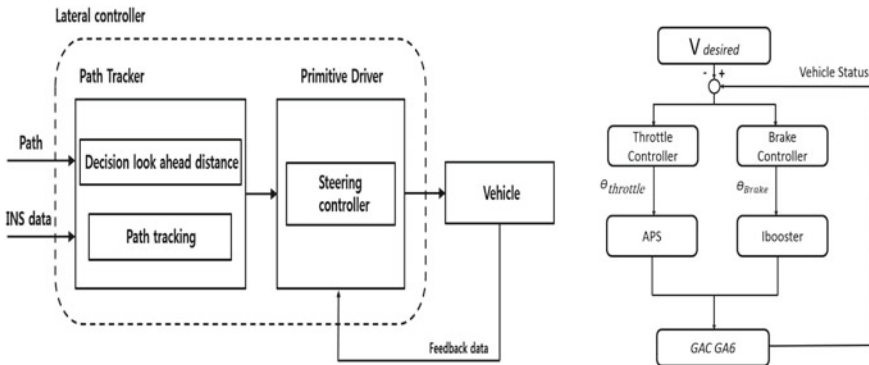 Lateral controller
Path Tracker
Primitive Driver
Path
Decision look ahead distance
Steering
controller
Vehicle
INS data
Path tracking
Feedback data
V desired
- +
Vehicle Status
Throttle
Controller
Brake
Controller
θthrottle
θBrake
APS
Ibooster
GAC GA6